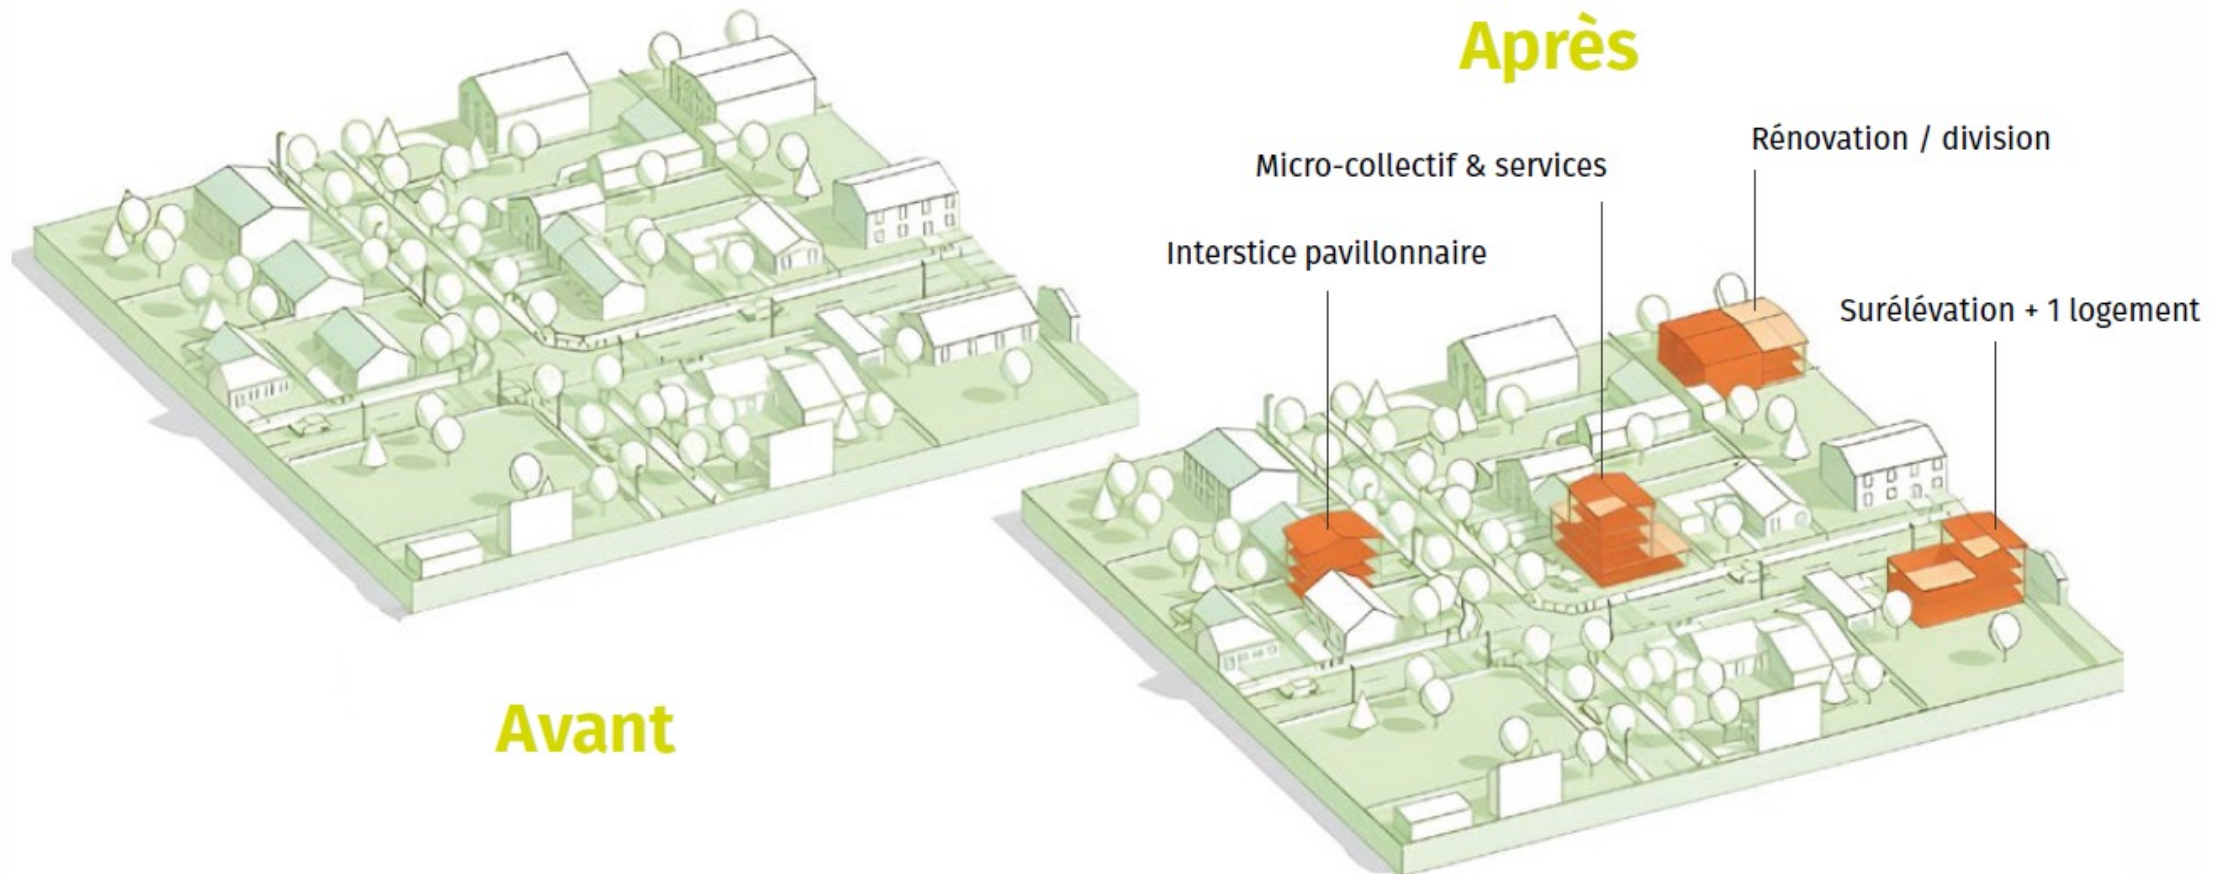 Après
Rénovation / division
Micro-collectif & services
Interstice pavillonnaire
Surélévation + 1 logement
Avant